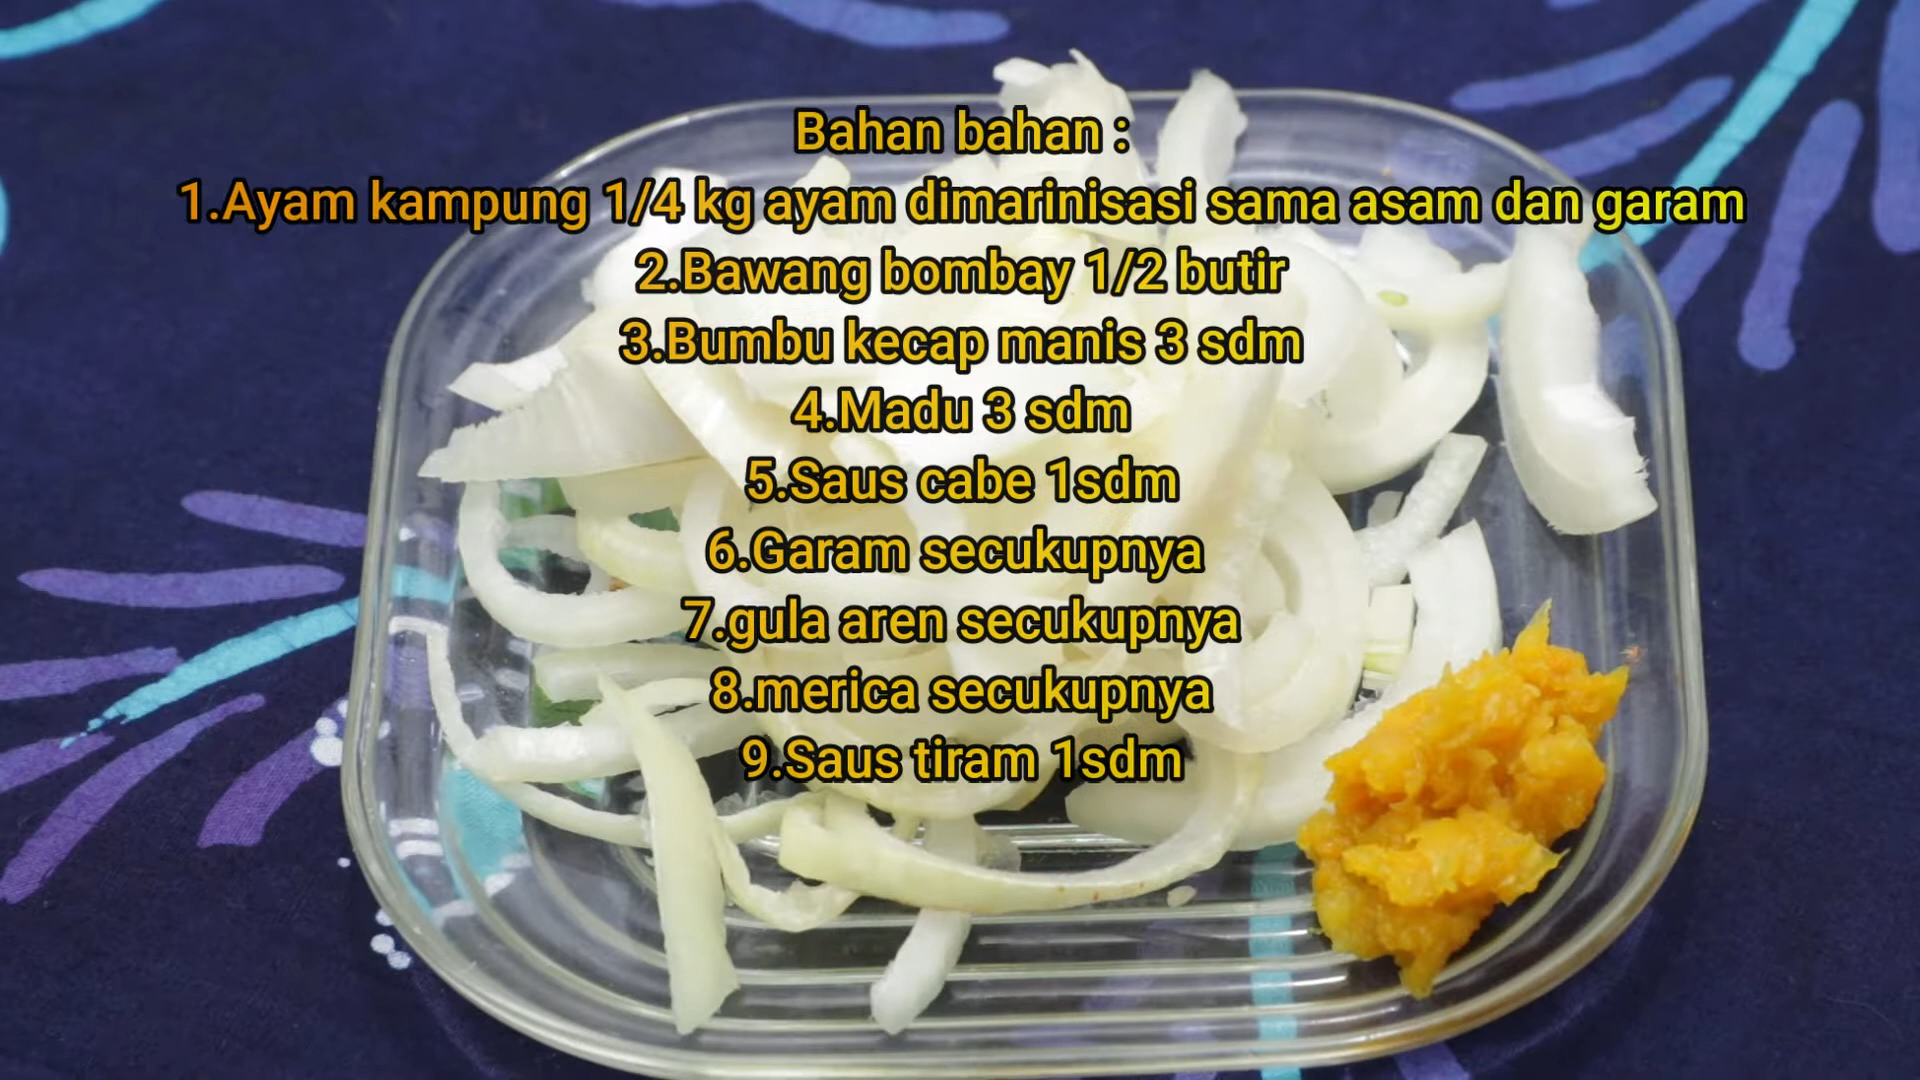 Bahan bahan :
1.Ayam kampung 1/4 kg ayam dimarinisasi sama asam dan garam
2.Bawang bombay 1/2 butir
3.Bumbu kecap manis 3 sdm
4.Madu 3 sdm
5.Saus cabe 1sdm
6.Garam secukupnya
7.gula aren secukupnya
8.merica secukupnya
9.Saus tiram 1sdm